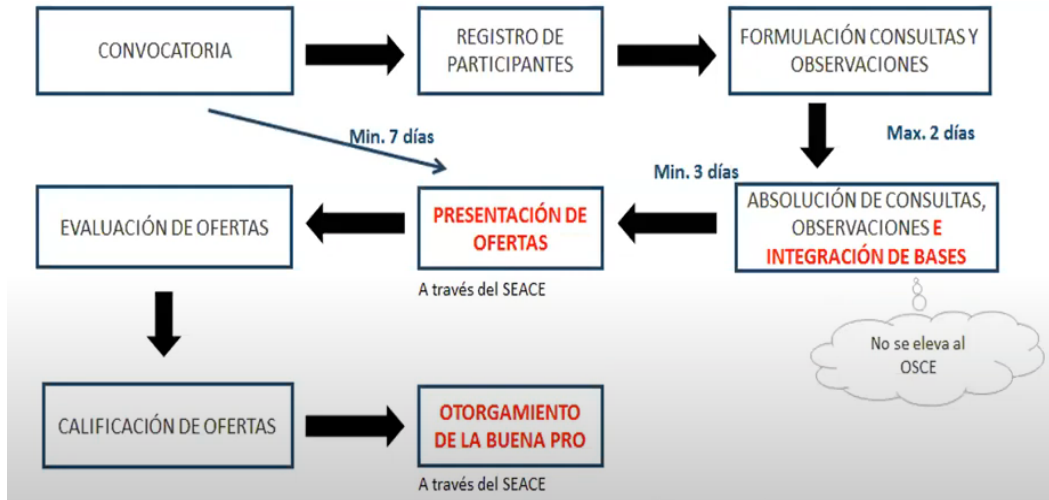 CONVOCATORIA
REGISTRO DE
PARTICIPANTES
FORMULACIÓN CONSULTAS Y
OBSERVACIONES
Min. 7 días
Max. 2 días
Min. 3 días
ABSOLUCIÓN DE CONSULTAS,
OBSERVACIONES E
INTEGRACIÓN DE BASES
No se eleva al
OSCE
PRESENTACIÓN DE
OFERTAS
A través del SEACE
EVALUACIÓN DE OFERTAS
CALIFICACIÓN DE OFERTAS
OTORGAMIENTO
DE LA BUENA PRO
A través del SEACE